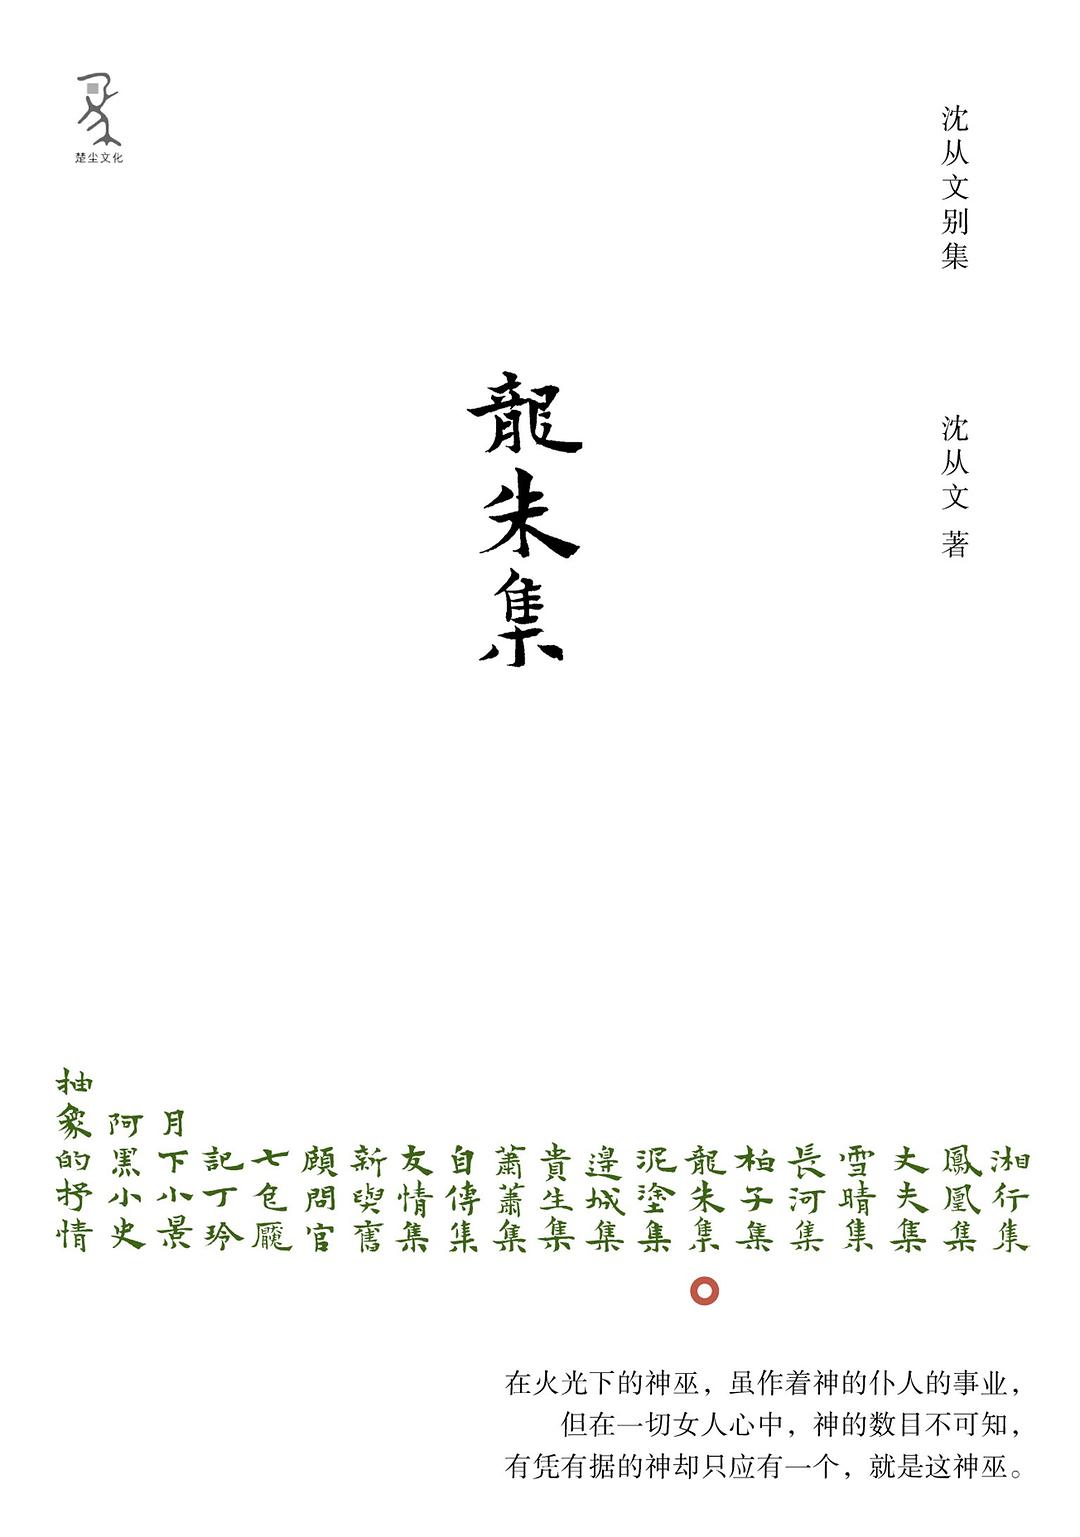 楚尘文化
沈从文别集
沈从文 著
龍朱集
湘行集
鳳凰集
丈夫集
雪晴集
長河集
柏子集
龍朱集
泥塗集
邊城集
貴生集
蕭蕭集
自傳集
友情集
新與舊
顧問官
七色魘
記丁玲
月下小景
阿黑小史
抽象的抒情
在火光下的神巫，虽作着神的仆人的事业，
但在一切女人心中，神的数目不可知，
有凭有据的神却只应有一个，就是这神巫。